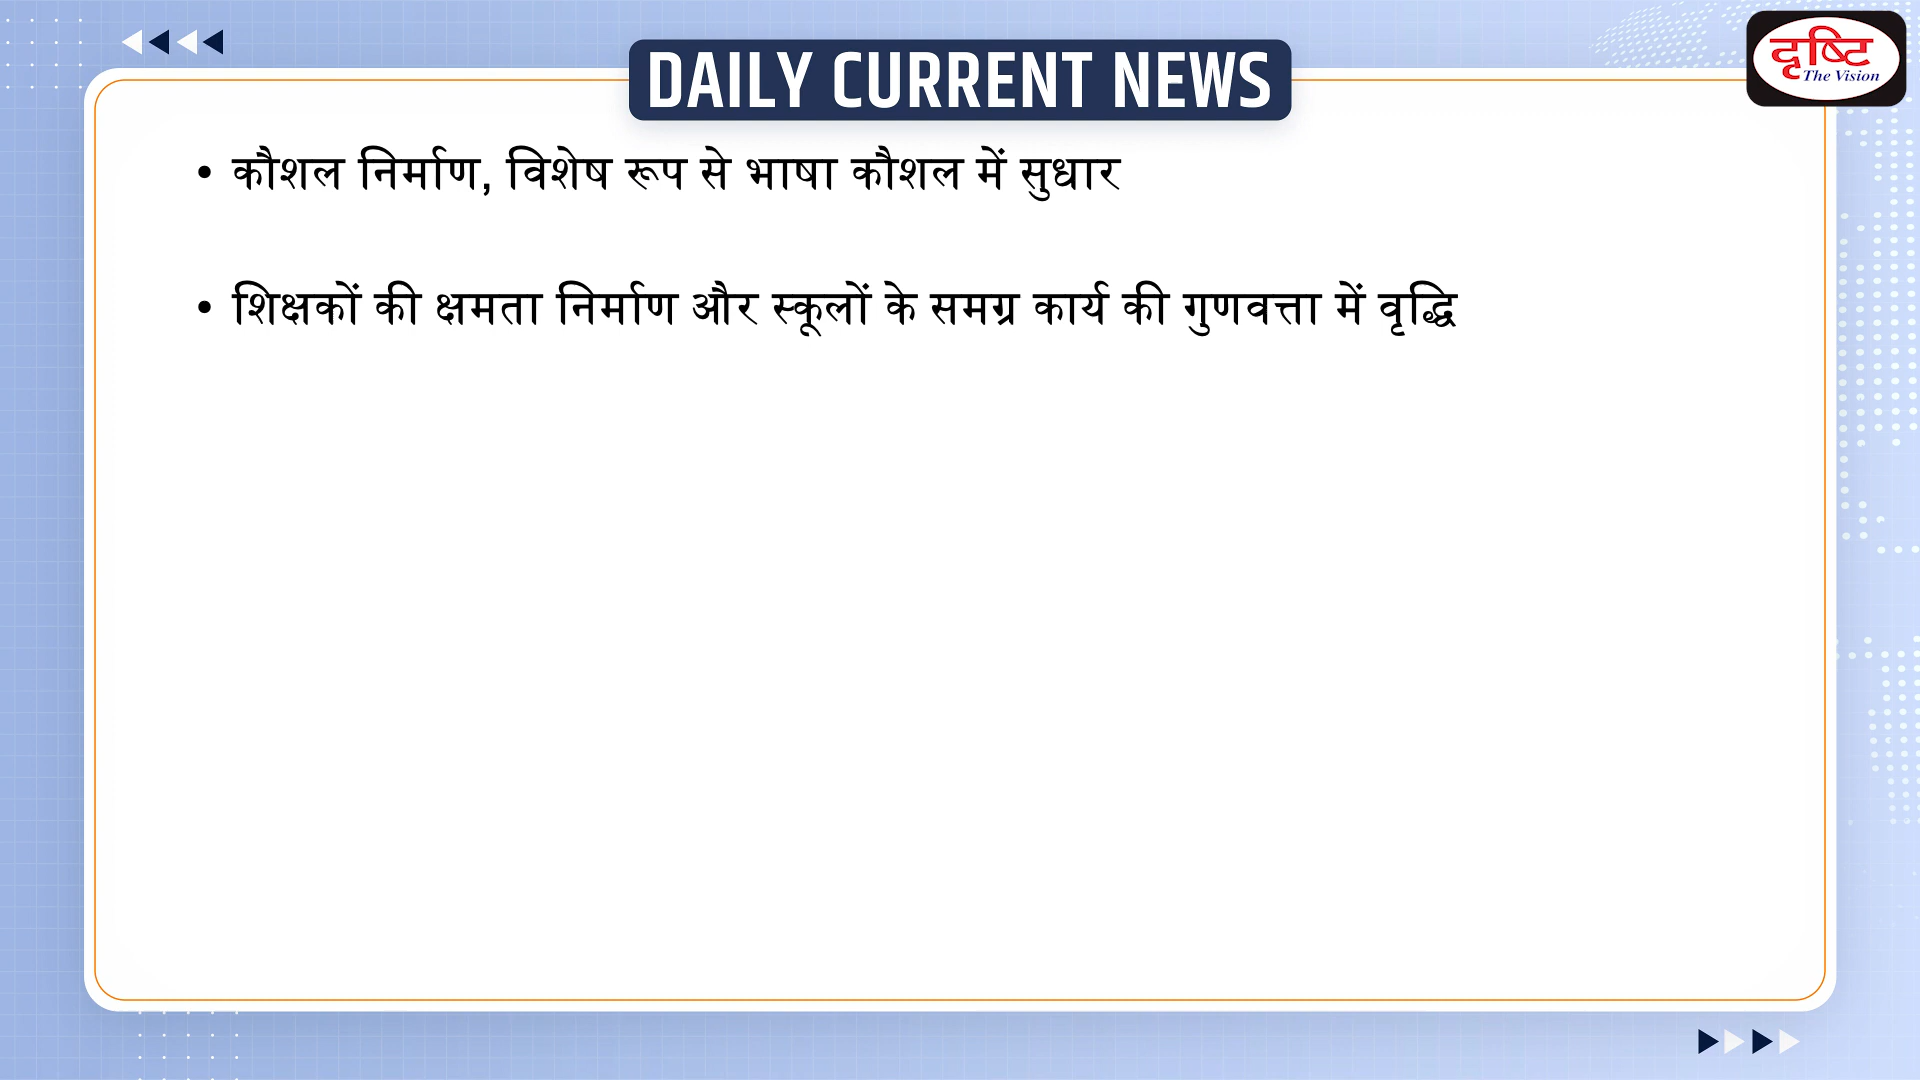 DAILY CURRENT NEWS
दृष्टि
The Vision
• कौशल निर्माण, विशेष रूप से भाषा कौशल में सुधार
• शिक्षकों की क्षमता निर्माण और स्कूलों के समग्र कार्य की गुणवत्ता में वृद्धि